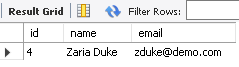 Result Grid Filter Rows:
id name email
4 Zaria Duke zduke@demo.com